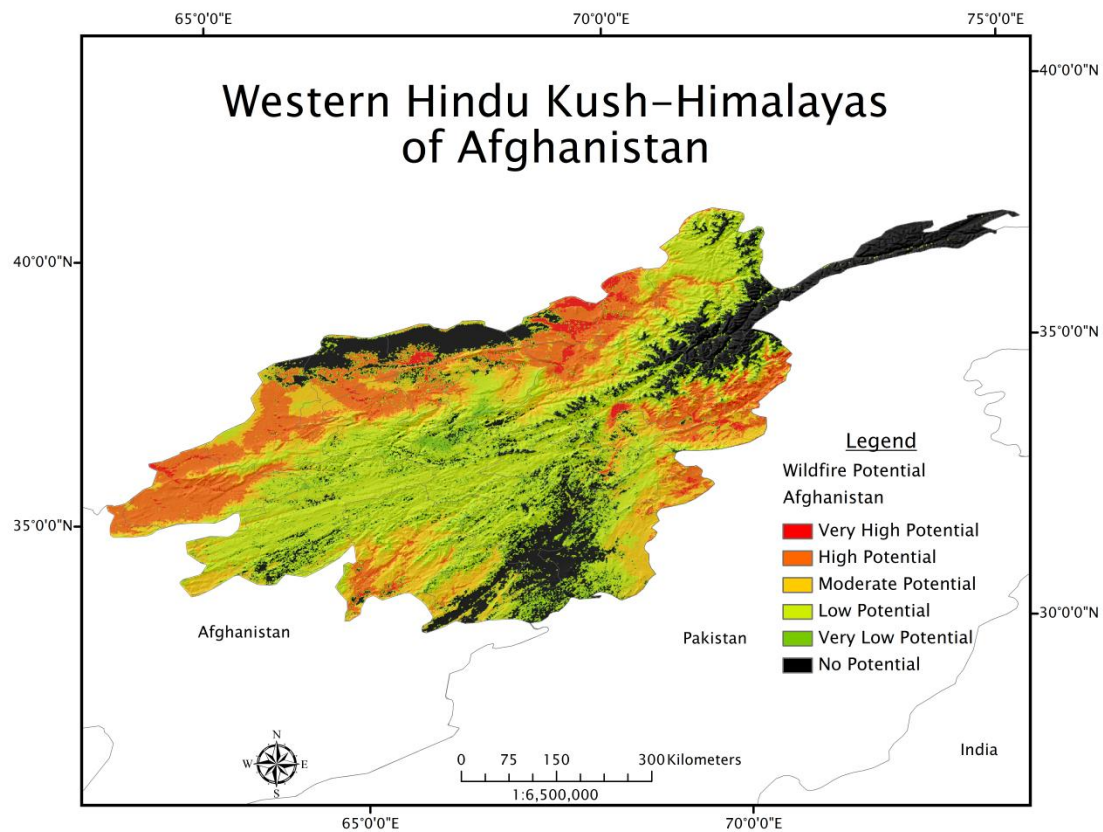 65°0'0"E
70°0'0"E
75°0'0"E
40°0'0"N
Western Hindu Kush-Himalayas
of Afghanistan
40°0'0"N
35°0'0"N
Legend
Wildfire Potential
Afghanistan
35°0'0"N
Very High Potential
High Potential
Moderate Potential
Low Potential
30°0'0"N
Afghanistan
Pakistan
Very Low Potential
No Potential
N
W
E
S
0 75 150 300 Kilometers
1:6,500,000
India
65°0'0"E
70°0'0"E